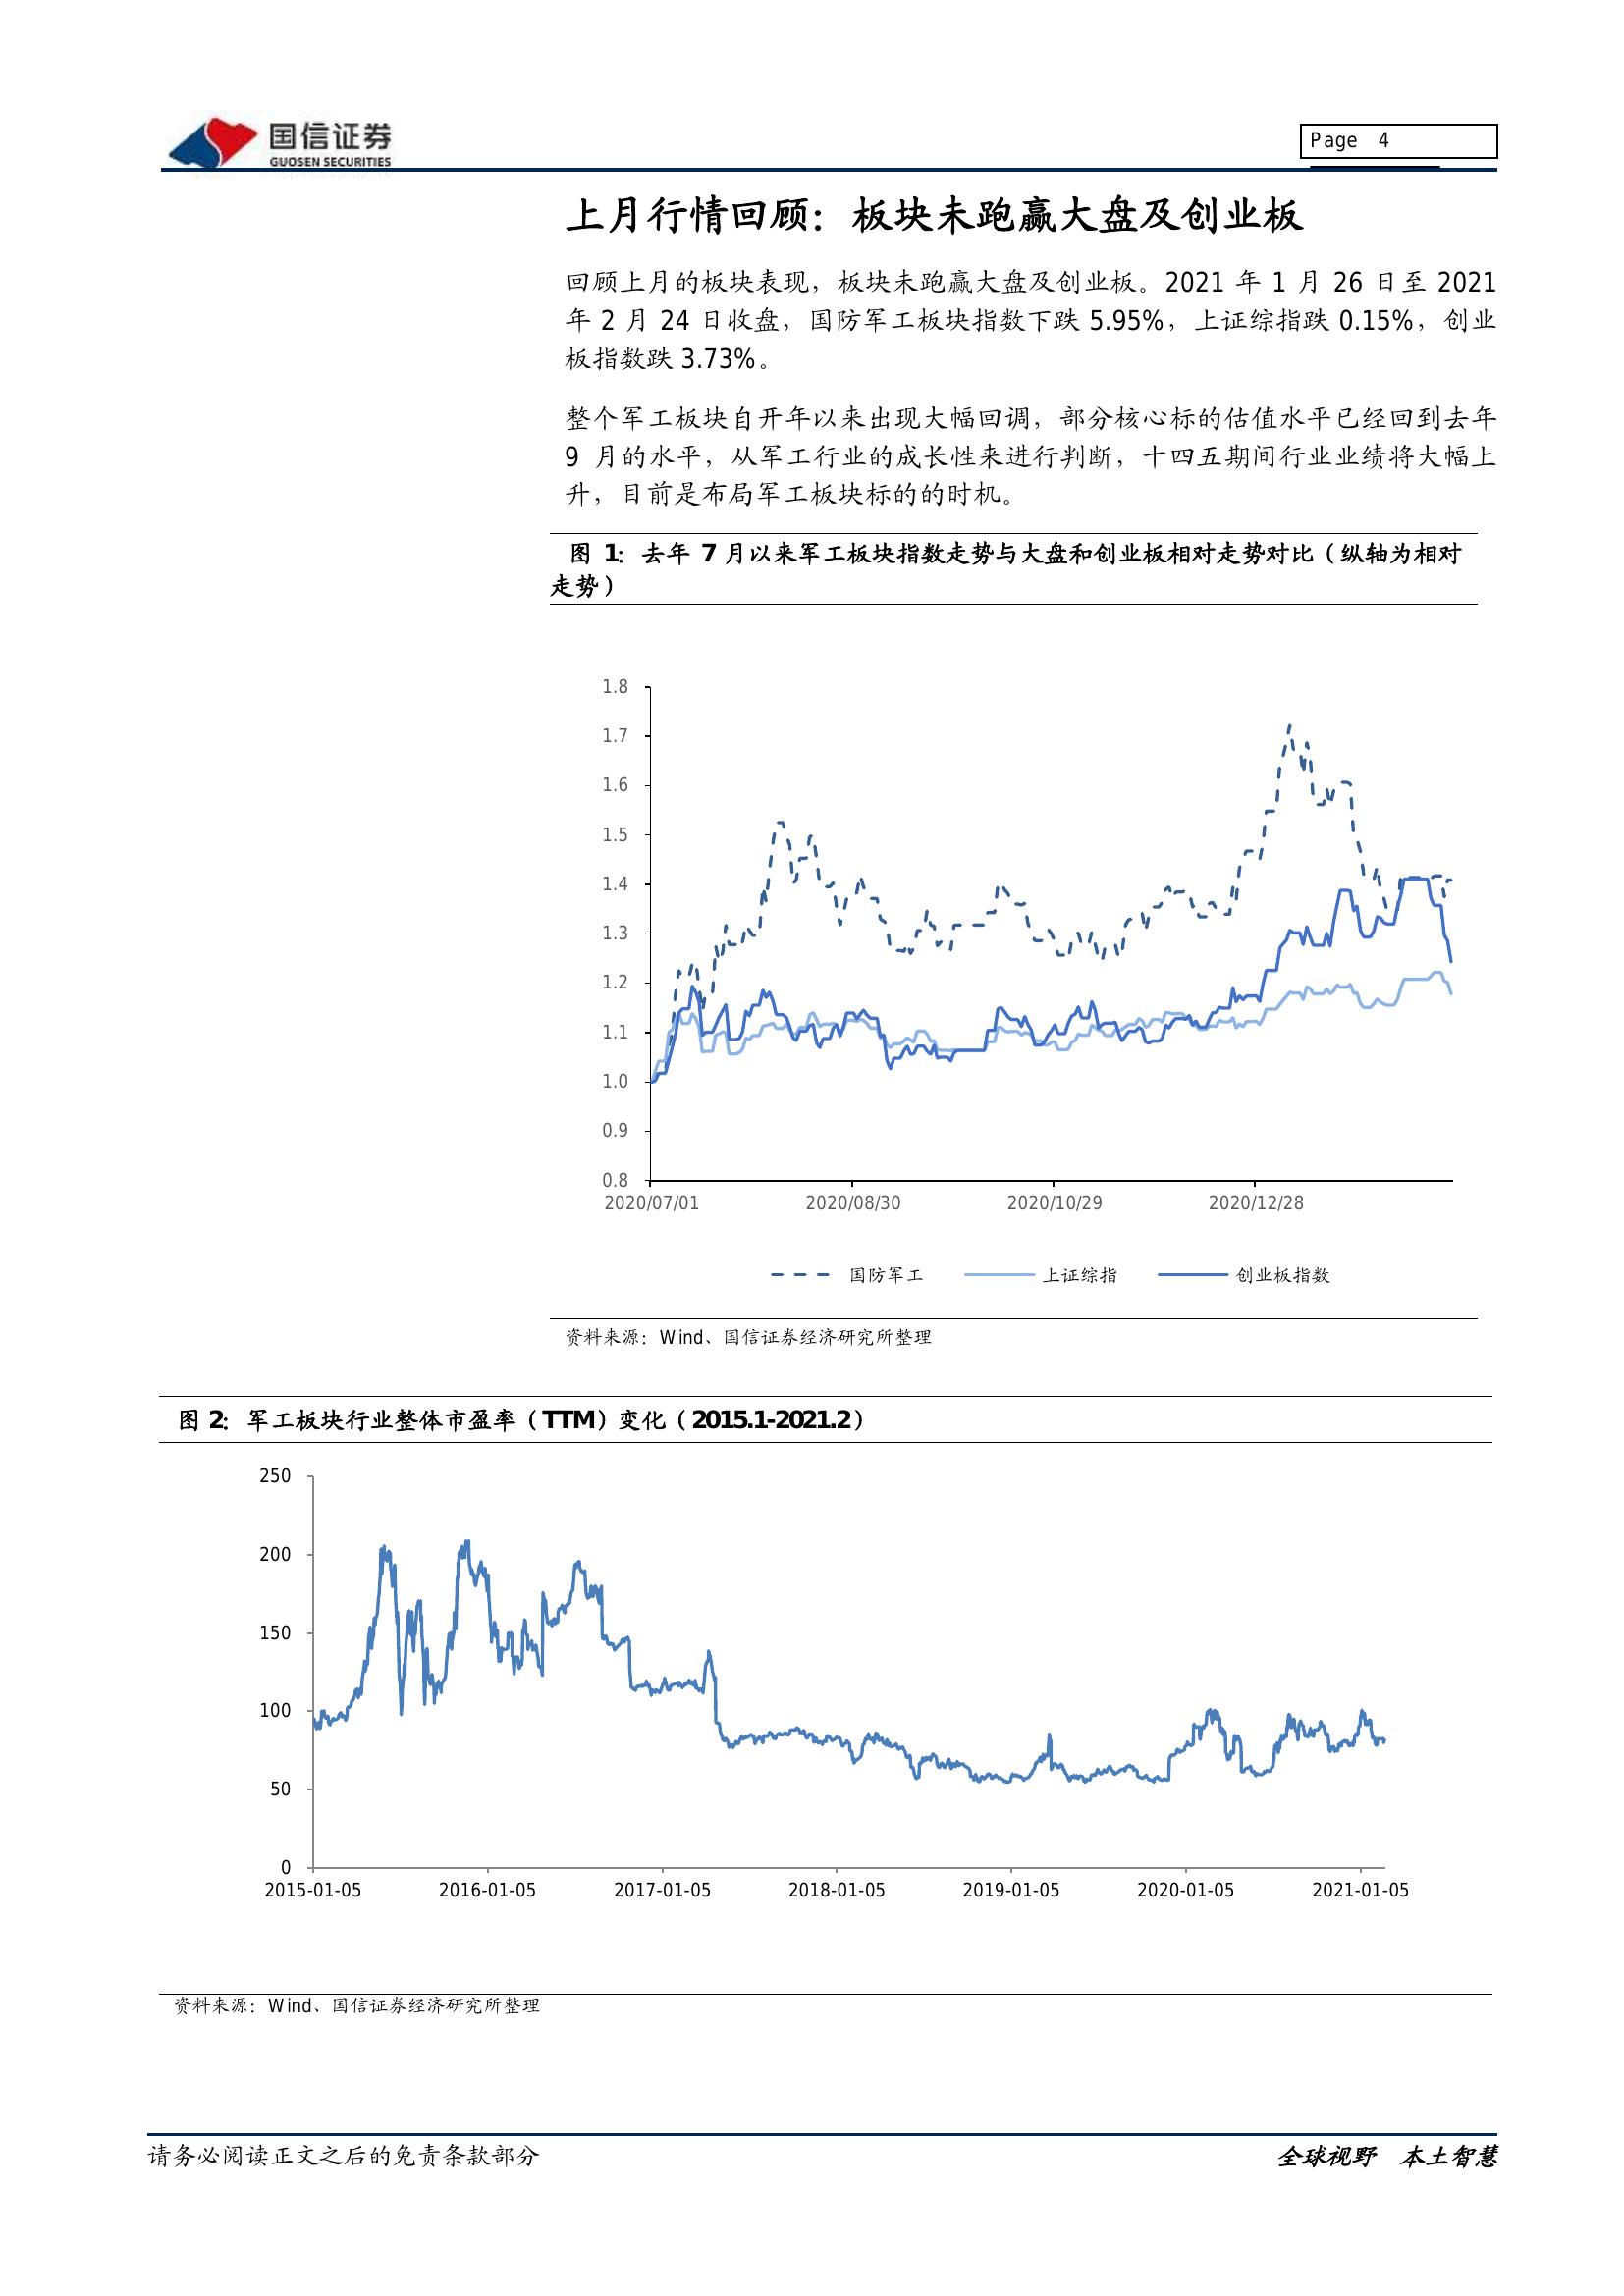 国信证券
GUOSEN SECURITIES
Page 4
上月行情回顾：板块未跑赢大盘及创业板
回顾上月的板块表现，板块未跑赢大盘及创业板。2021 年 1 月 26 日至 2021
年 2 月 24 日收盘，国防军工板块指数下跌 5.95%，上证综指跌 0.15%，创业
板指数跌 3.73%。
整个军工板块自开年以来出现大幅回调，部分核心标的估值水平已经回到去年
9 月的水平，从军工行业的成长性来进行判断，十四五期间行业业绩将大幅上
升，目前是布局军工板块标的的时机。
图 1：去年 7 月以来军工板块指数走势与大盘和创业板相对走势对比（纵轴为相对
走势）
1.8
1.7
1.6
1.5
1.4
1.3
1.2
1.1
1.0
0.9
0.8
2020/07/01 2020/08/30 2020/10/29 2020/12/28
国防军工 上证综指 创业板指数
资料来源：Wind、国信证券经济研究所整理
图 2：军工板块行业整体市盈率（TTM）变化（2015.1-2021.2）
250
200
150
100
50
0
2015-01-05 2016-01-05 2017-01-05 2018-01-05 2019-01-05 2020-01-05 2021-01-05
资料来源：Wind、国信证券经济研究所整理
请务必阅读正文之后的免责条款部分
全球视野 本土智慧